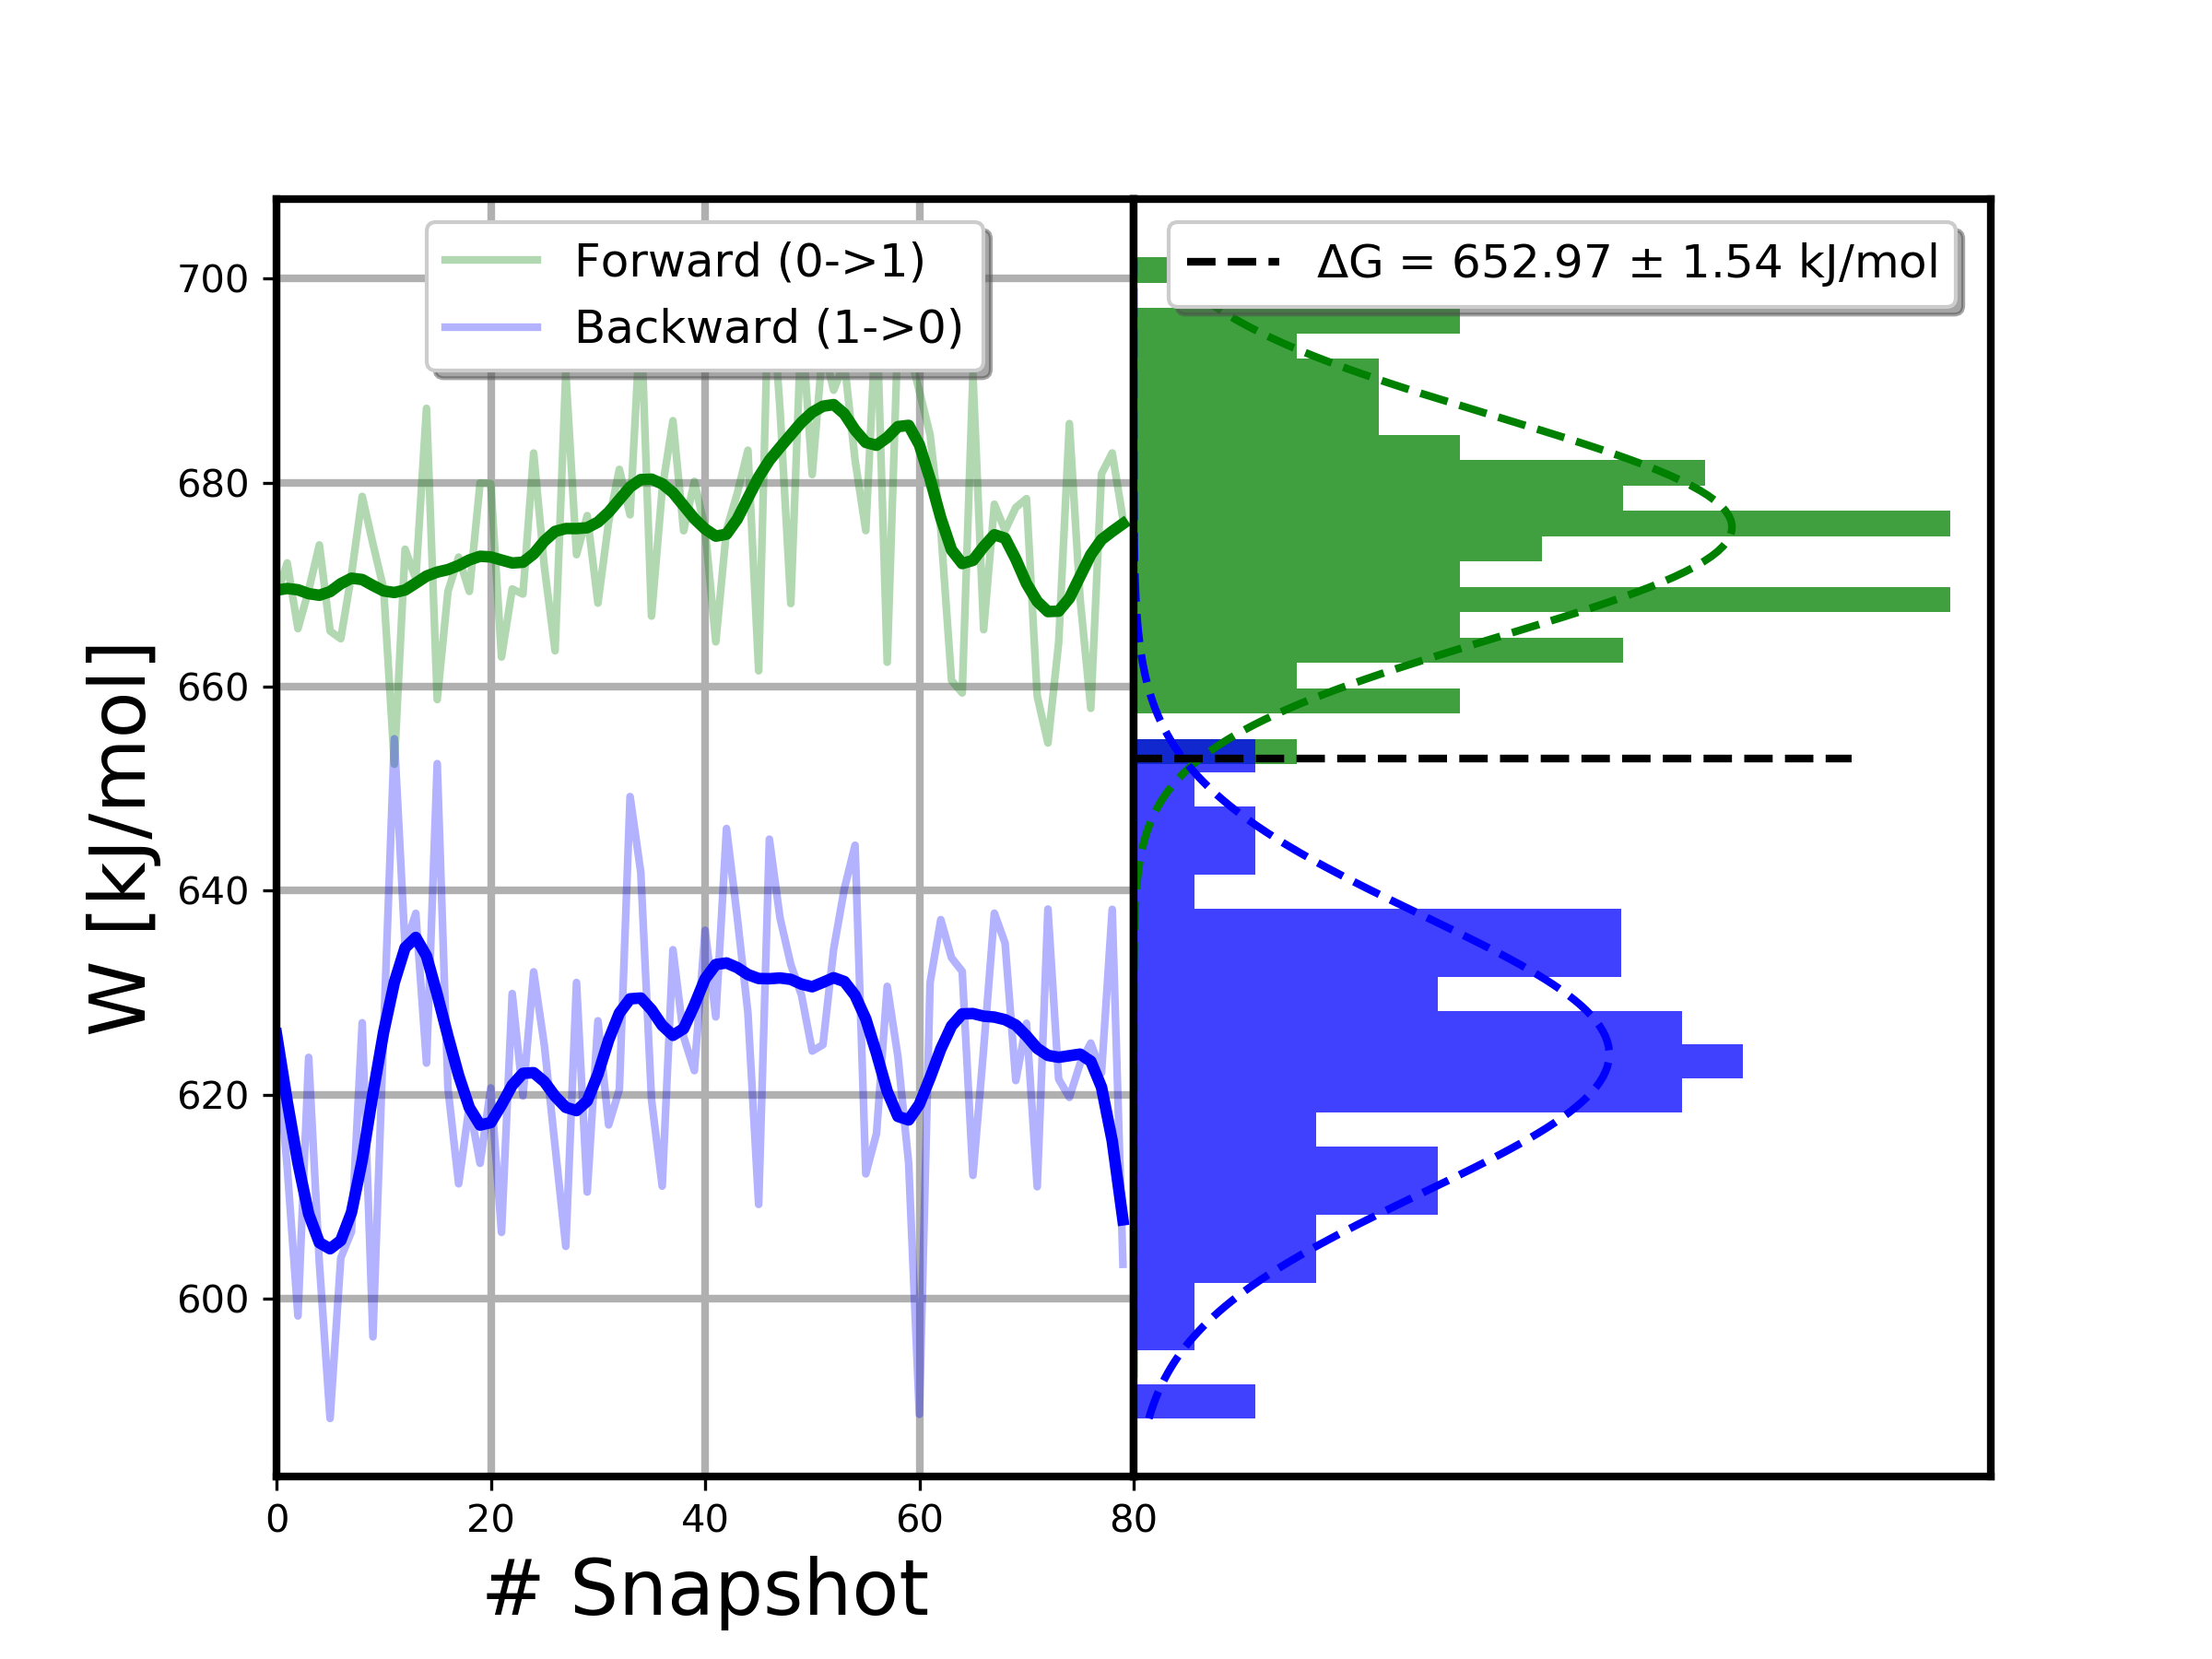 Forward (0->1)
Backward (1->0)
ΔG = 652.97 ± 1.54 kJ/mol
W [kJ/mol]
700
680
660
640
620
600
0 20 40 60 80
# Snapshot